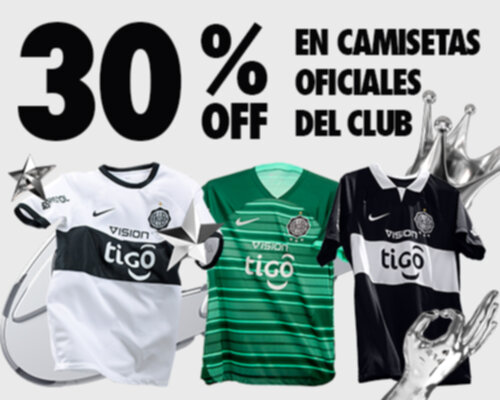 30
%
OFF
EN CAMISETAS
OFICIALES
DEL CLUB
VISION
tiGO
VISION
tiGO
VISION
tiGO